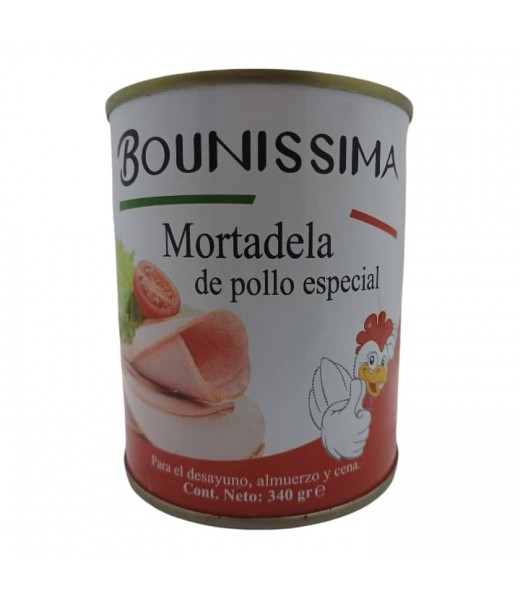 BOUNISSIMA
Mortadela
de pollo especial
Para el desayuno, almuerzo y cena.
Cont. Neto: 340 gr ℮